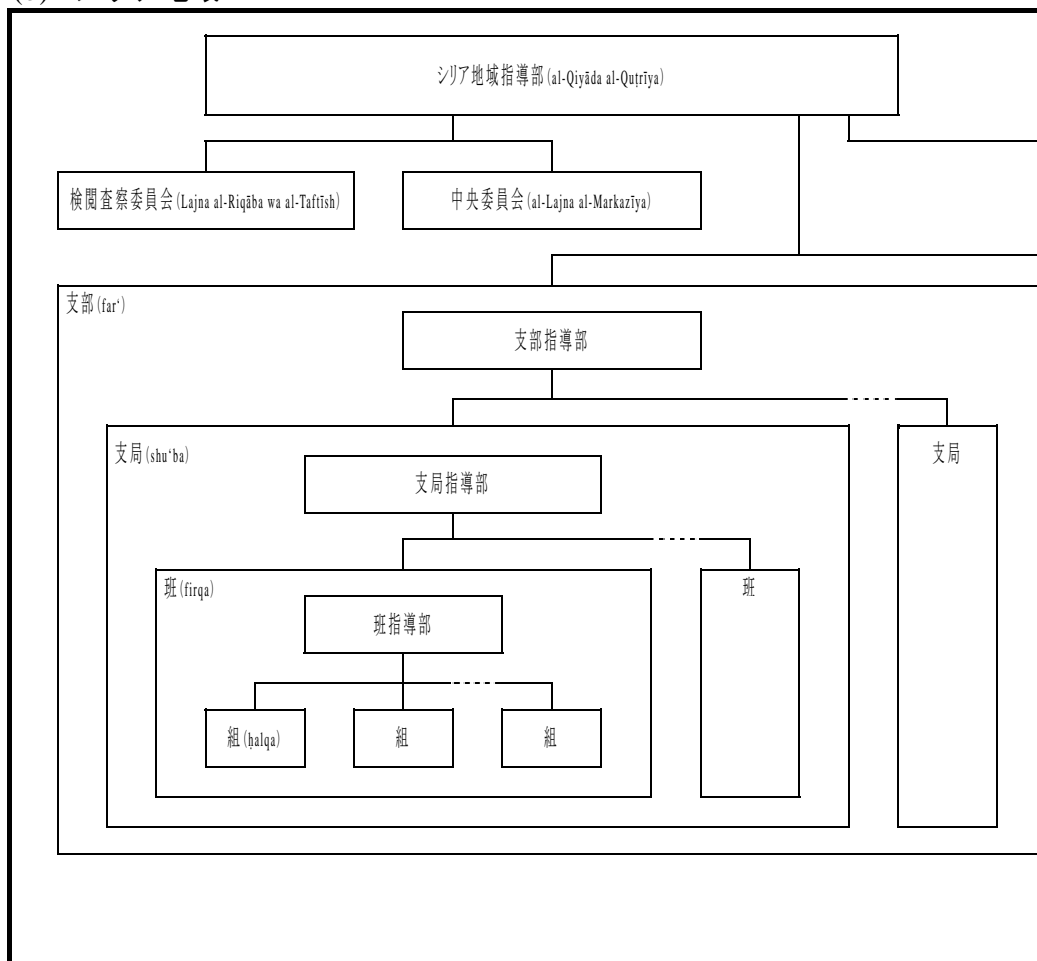 シリア地域指導部(al-Qiyāda al-Quṭrīya)
検閲査察委員会(Lajna al-Riqāba wa al-Taftīsh)
中央委員会(al-Lajna al-Markazīya)
支部(far‘)
支部指導部
支局(shu‘ba)
支局
支局指導部
班(firqa)
班
班指導部
組(ḥalqa)
組
組